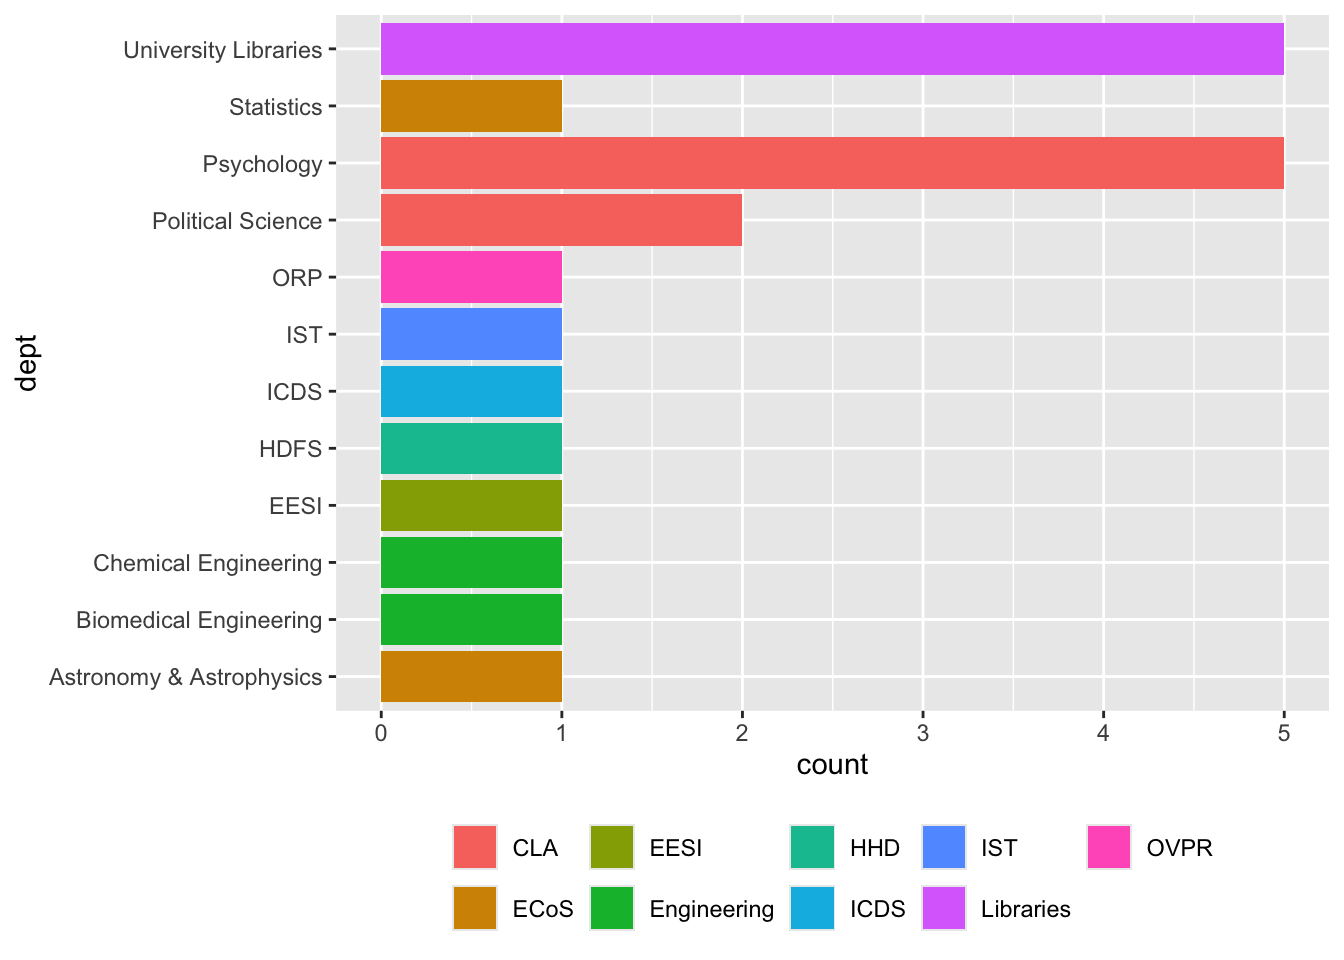 University Libraries
Statistics
Psychology
Political Science
ORP
IST
ICDS
HDFS
EESI
Chemical Engineering
Biomedical Engineering
Astronomy & Astrophysics
dept
0 1 2 3 4 5
count
CLA EESI HHD IST OVPR
ECoS Engineering ICDS Libraries